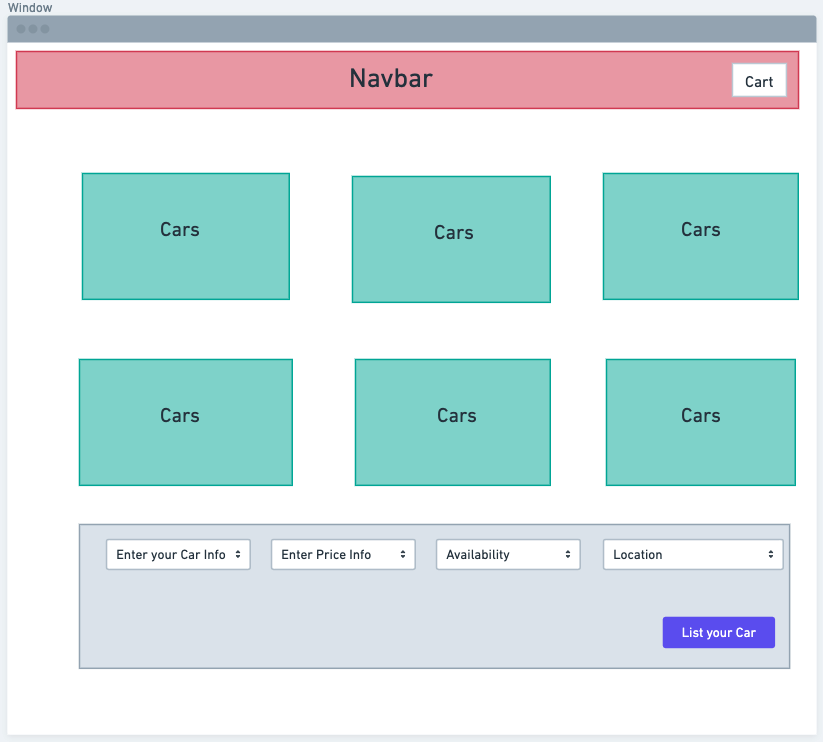 Window
Navbar
Cart
Cars
Cars
Cars
Cars
Cars
Cars
Enter your Car Info
Enter Price Info
Availability
Location
List your Car